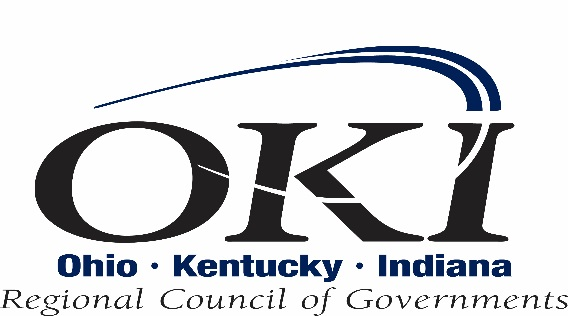 OKI
Ohio · Kentucky · Indiana
Regional Council of Governments